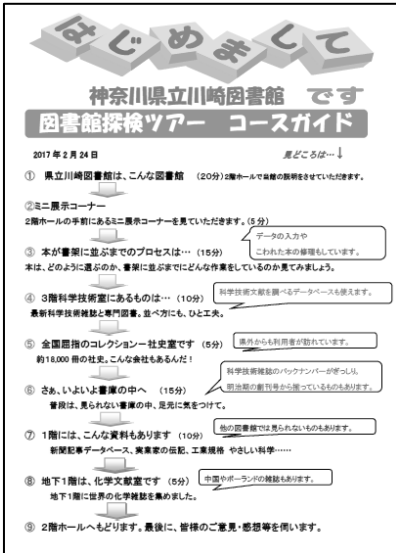 はじめまして
神奈川県立川崎図書館 です
図書館探検ツアー コースガイド
2017年2月24日
見どころは…↓
① 県立川崎図書館は、こんな図書館 (20分)2階ホールで当館の説明をさせていただきます。
②ミニ展示コーナー
2階ホールの手前にあるミニ展示コーナーを見ていただきます。(5分)
データの入力や
こわれた本の修理もしています。
③ 本が書架に並ぶまでのプロセスは… (15分)
本は、どのように選ぶのか、書架に並ぶまでにどんな作業をしているのか見てみましょう。
④ 3階科学技術室にあるものは… (10分)
科学技術文献を調べるデータベースも使えます。
最新科学技術雑誌と専門図書。並べ方にも、ひと工夫。
⑤ 全国屈指のコレクションー社史室です (5分)
県外からも利用者が訪れています。
約18,000冊の社史。こんな会社もあるんだ!
科学技術雑誌のバックナンバーがぎっしり。
明治期の創刊号から揃っているものもあります。
⑥ さぁ、いよいよ書庫の中へ (15分)
普段は、見られない書庫の中、足元に気をつけて。
⑦ 1階には、こんな資料もあります (10分)
他の図書館では見られないものもあります。
新聞記事データベース、実業家の伝記、工業規格 やさしい科学……
⑧ 地下1階は、化学文献室です (5分)
中国やポーランドの雑誌もあります。
地下1階に世界の化学雑誌を集めました。
⑨ 2階ホールへもどります。最後に、皆様のご意見・感想等を伺います。